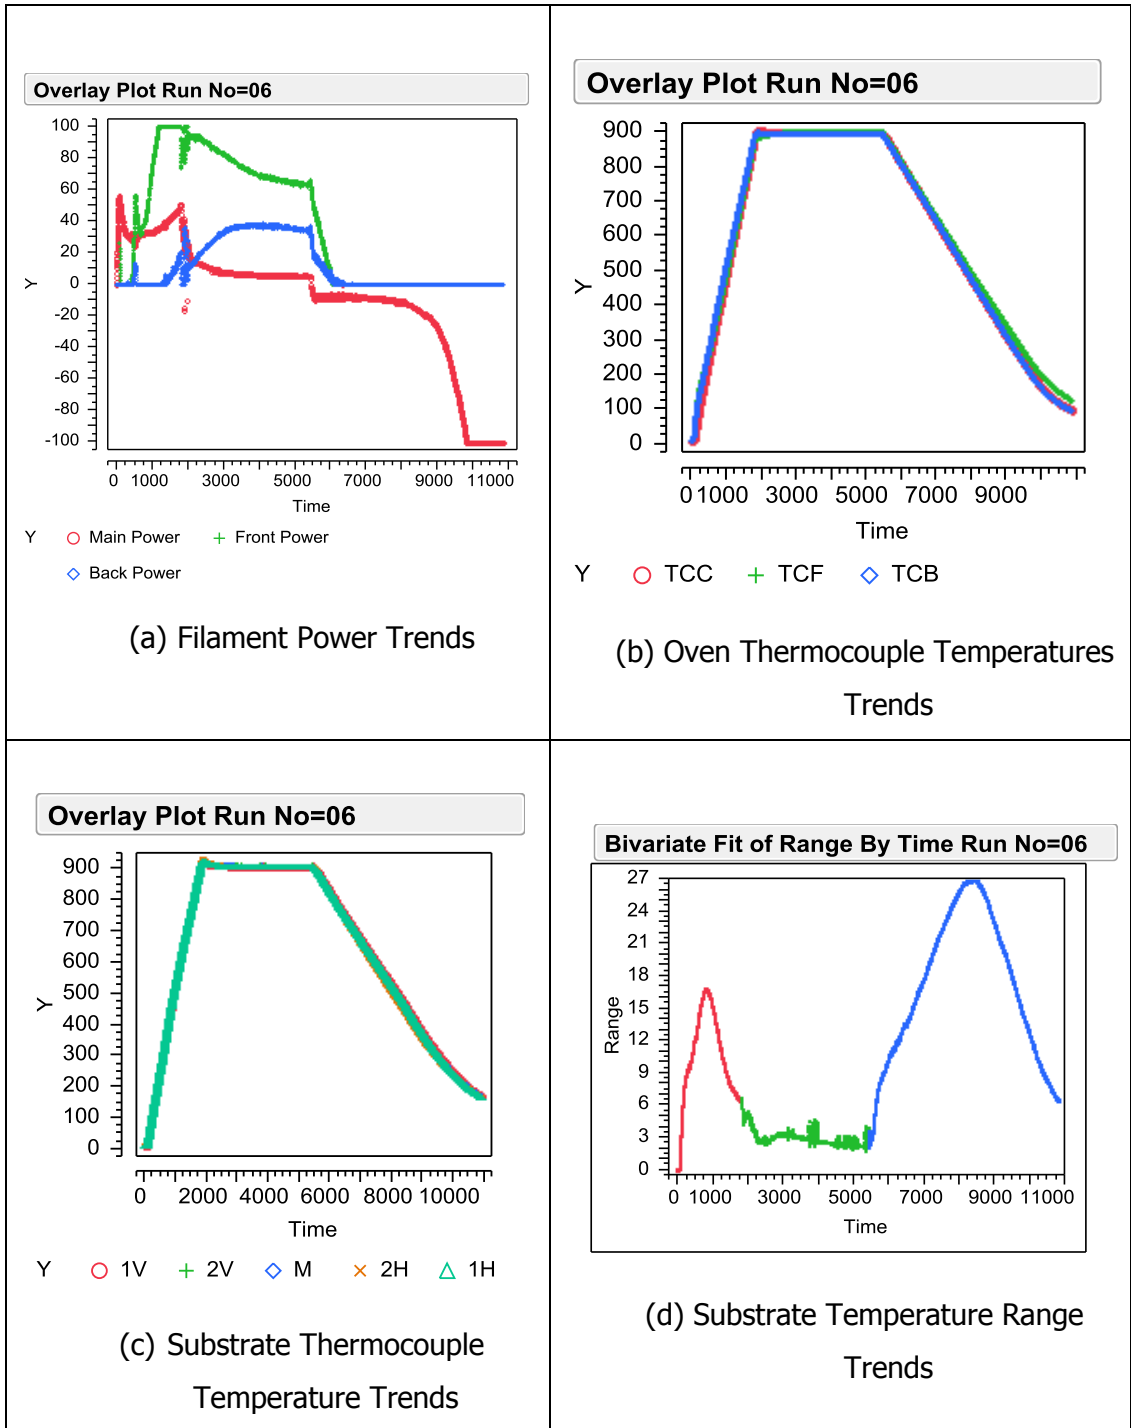 Overlay Plot Run No=06
100
80
60
40
20
0
-20
-40
-60
-80
-100
Y
0 1000 3000 5000 7000 9000 11000
Time
Y Main Power Front Power
Back Power
(a) Filament Power Trends
Overlay Plot Run No=06
900
800
700
600
500
400
300
200
100
0
Y
0 1000 3000 5000 7000 9000
Time
Y TCC TCF TCB
(b) Oven Thermocouple Temperatures
Trends
Overlay Plot Run No=06
900
800
700
600
500
400
300
200
100
0
Y
0 2000 4000 6000 8000 10000
Time
Y 1V 2V M 2H 1H
(c) Substrate Thermocouple
Temperature Trends
Bivariate Fit of Range By Time Run No=06
27
24
21
18
15
12
9
6
3
0
Range
0 1000 3000 5000 7000 9000 11000
Time
(d) Substrate Temperature Range
Trends